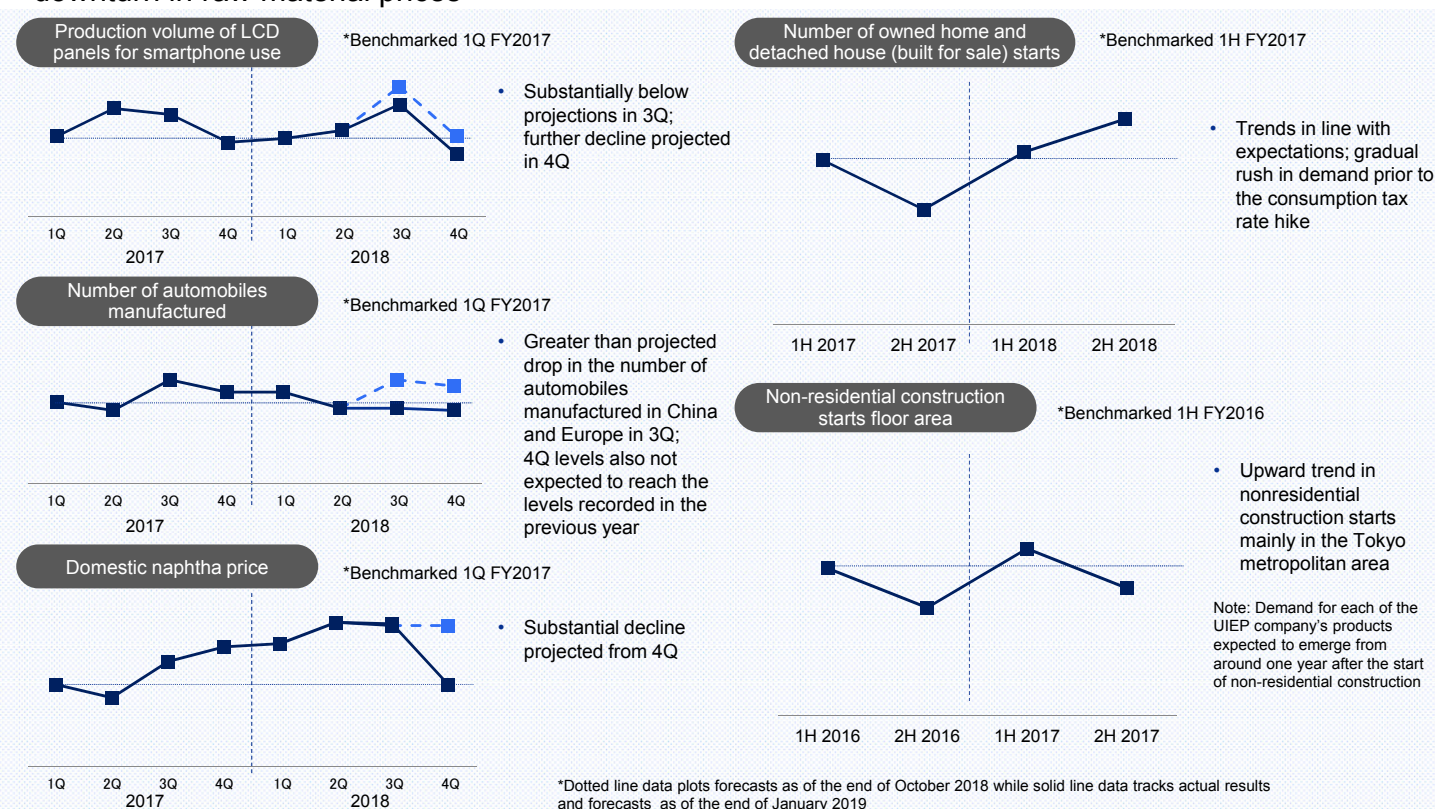 downturn in raw material prices
Production volume of LCD
panels for smartphone use
*Benchmarked 1Q FY2017
• Substantially below
projections in 3Q;
further decline projected
in 4Q
1Q 2Q 3Q 4Q 1Q 2Q 3Q 4Q
2017 2018
Number of automobiles
manufactured
*Benchmarked 1Q FY2017
• Greater than projected
drop in the number of
automobiles
manufactured in China
and Europe in 3Q;
4Q levels also not
expected to reach the
levels recorded in the
previous year
1Q 2Q 3Q 4Q 1Q 2Q 3Q 4Q
2017 2018
Domestic naphtha price
*Benchmarked 1Q FY2017
• Substantial decline
projected from 4Q
1Q 2Q 3Q 4Q 1Q 2Q 3Q 4Q
2017 2018
Number of owned home and
detached house (built for sale) starts
*Benchmarked 1H FY2017
• Trends in line with
expectations; gradual
rush in demand prior to
the consumption tax
rate hike
1H 2017 2H 2017 1H 2018 2H 2018
Non-residential construction
starts floor area
*Benchmarked 1H FY2016
• Upward trend in
nonresidential
construction starts
mainly in the Tokyo
metropolitan area
Note: Demand for each of the
UIEP company's products
expected to emerge from
around one year after the start
of non-residential construction
1H 2016 2H 2016 1H 2017 2H 2017
*Dotted line data plots forecasts as of the end of October 2018 while solid line data tracks actual results
and forecasts as of the end of January 2019